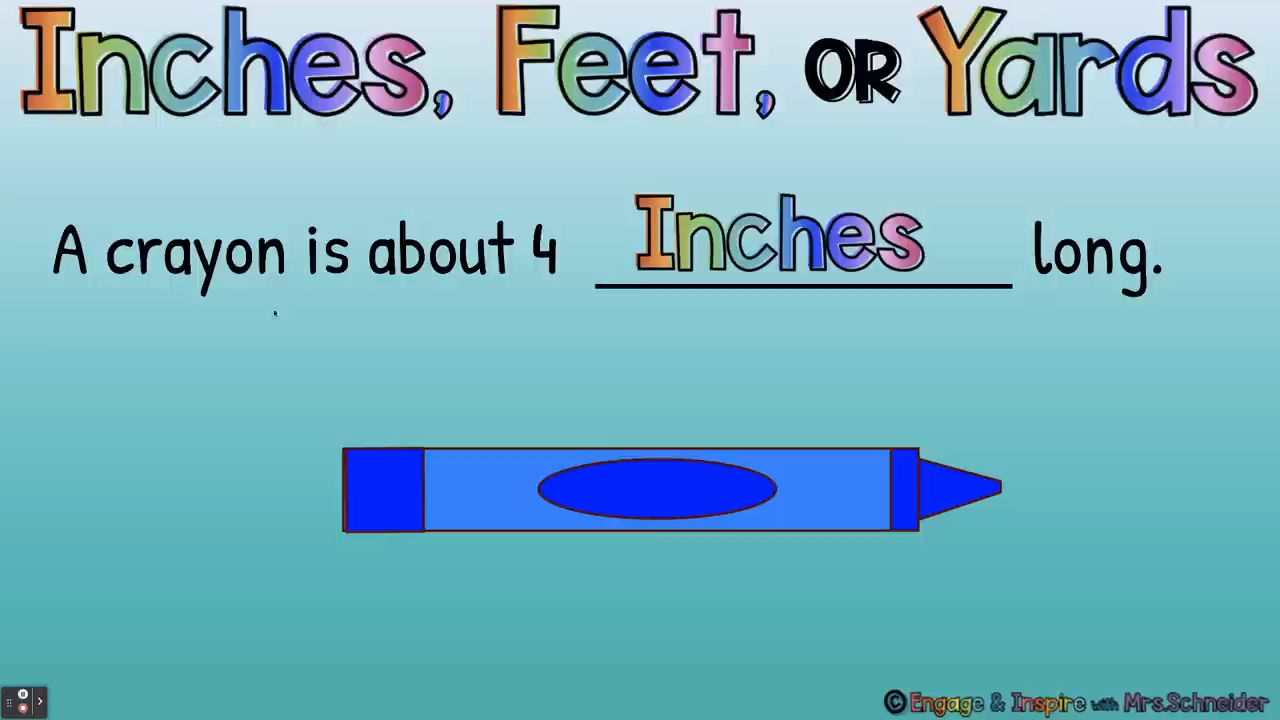 Inches, Feet, OR Yards
A crayon is about 4 Inches long.
© Engage & Inspire with Mrs.Schneider